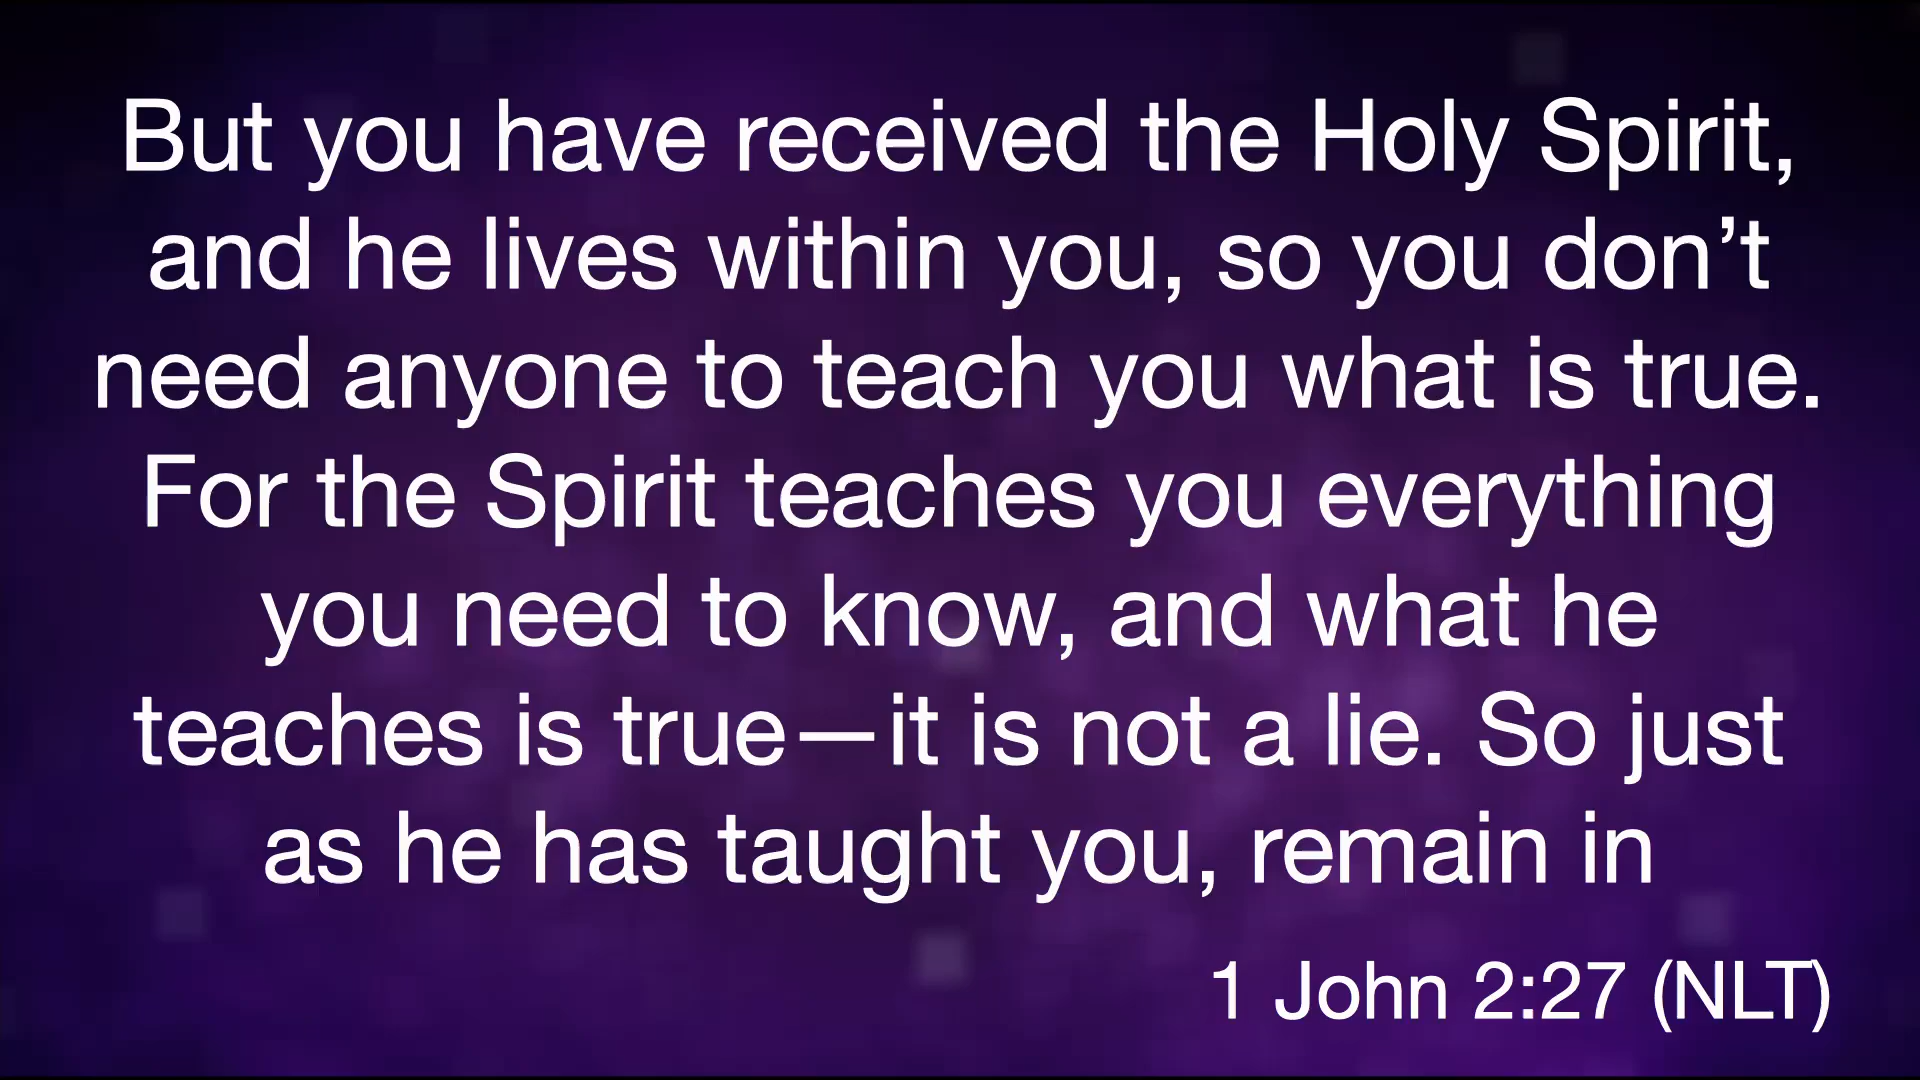 But you have received the Holy Spirit,
and he lives within you, so you don’t
need anyone to teach you what is true.
For the Spirit teaches you everything
you need to know, and what he
teaches is true—it is not a lie. So just
as he has taught you, remain in
1 John 2:27 (NLT)